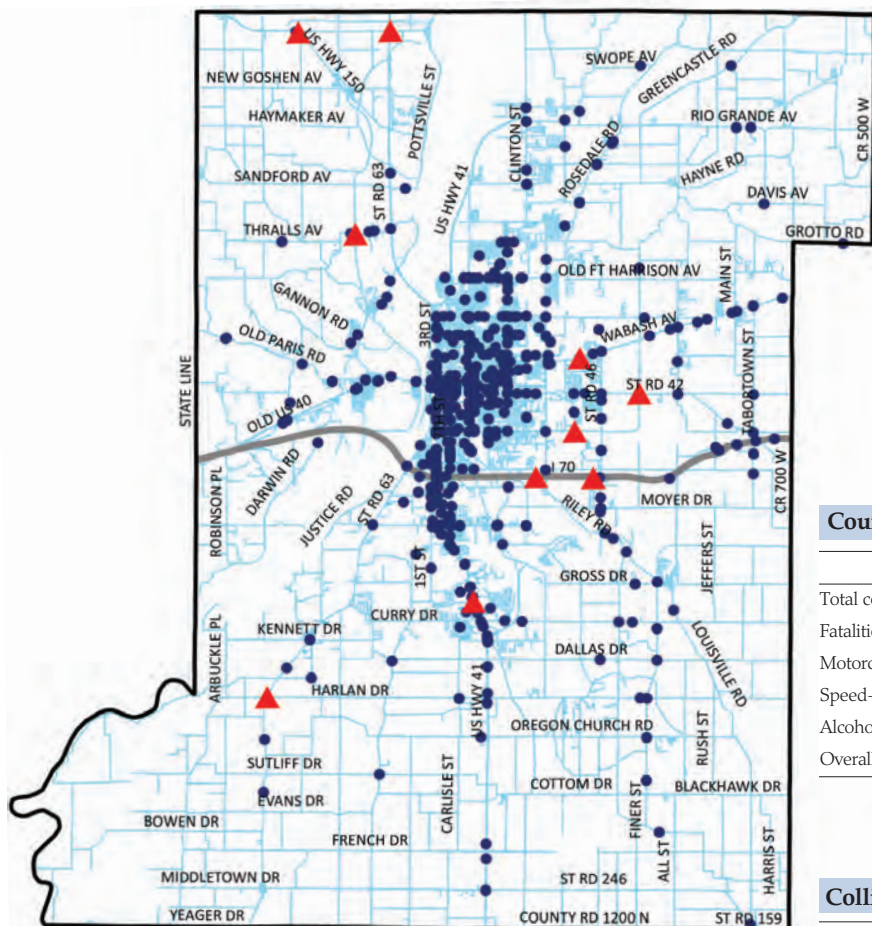 US HWY 150
SWOPE AV
GREENCASTLE RD
NEW GOSHEN AV
POTTSVILLE ST
HAYMAKER AV
CLINTON ST
RIO GRANDE AV
CR 500 W
ROSEDALE RD
SANDFORD AV
ST RD 63
US HWY 41
HAYNE RD
DAVIS AV
THRALLS AV
GROTTO RD
OLD FT HARRISON AV
MAIN ST
GANNON RD
3RD ST
WABASH AV
OLD PARIS RD
STATE LINE
ST RD 46
ST RD 42
TABORTOWN ST
OLD US 40
7TH ST
DARWIN RD
I 70
CR 700 W
ROBINSON PL
JUSTICE RD
ST RD 63
RILEY RD
MOYER DR
JEFFERS ST
1ST ST
GROSS DR
CURRY DR
KENNETT DR
ARBUCKLE PL
DALLAS DR
LOUISVILLE RD
HARLAN DR
US HWY 41
OREGON CHURCH RD
RUSH ST
SUTLIFF DR
CARLISLE ST
COTTOM DR
BLACKHAWK DR
EVANS DR
FINER ST
BOWEN DR
FRENCH DR
ALL ST
HARRIS ST
MIDDLETOWN DR
ST RD 246
YEAGER DR
COUNTY RD 1200 N
ST RD 159
Cour
Total co
Fatalitie
Motorc
Speed-
Alcoho
Overal
Colli